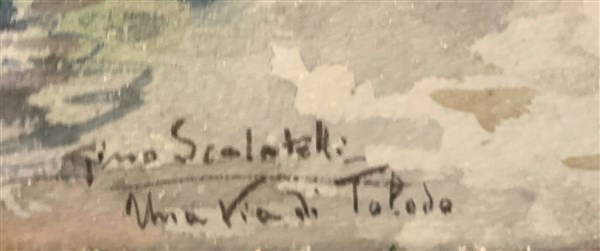 Gino Scalatelli
Una Via di Toledo